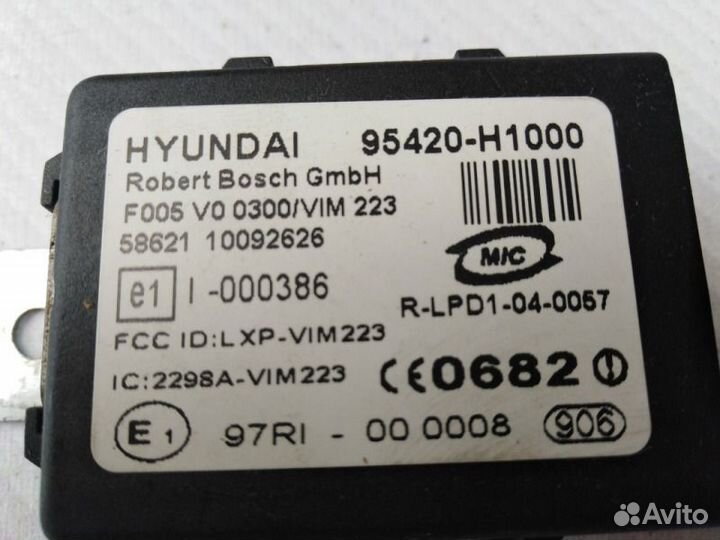 HYUNDAI 95420-H1000
Robert Bosch GmbH
F005 V0 0300/VIM 223
58621 10092626
MIC
e1 I-000386
R-LPD1-04-0057
FCC ID:LXP-VIM223
IC:2298A-VIM223 CE0682
E1 97RI - 00 0008 906
Avito